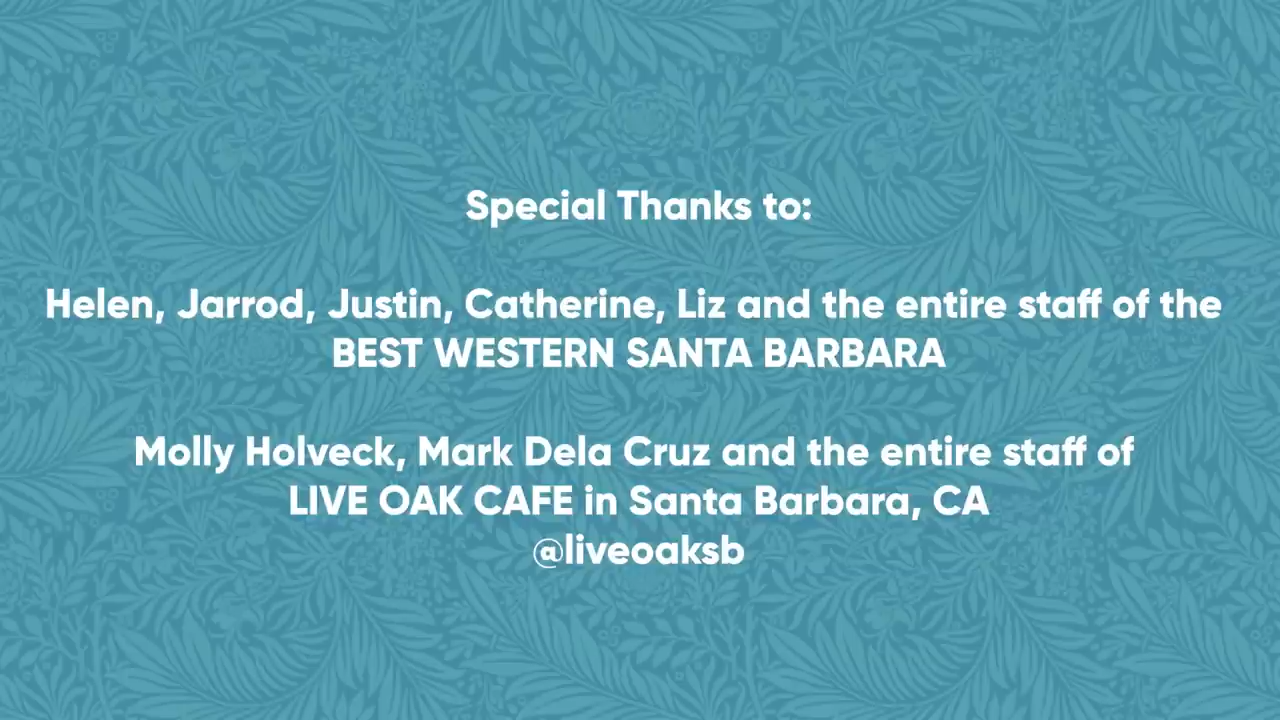 Special Thanks to:
Helen, Jarrod, Justin, Catherine, Liz and the entire staff of the
BEST WESTERN SANTA BARBARA
Molly Holveck, Mark Dela Cruz and the entire staff of
LIVE OAK CAFE in Santa Barbara, CA
@liveoaksb